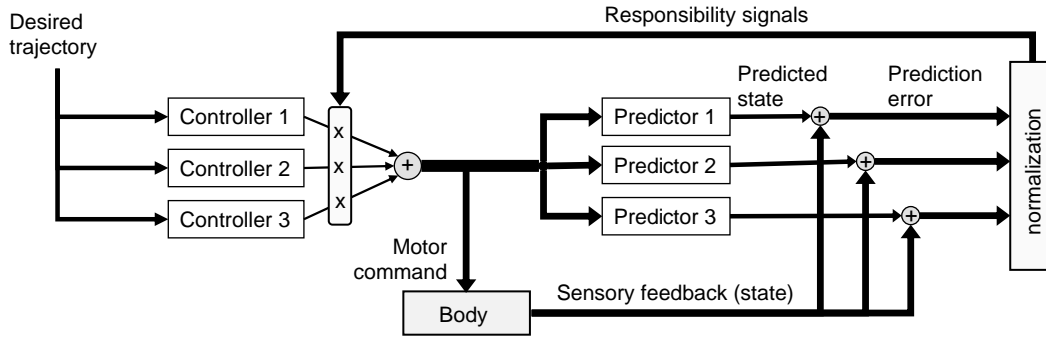 Desired
trajectory
Responsibility signals
Controller 1
Controller 2
Controller 3
x
x
x
+
Predictor 1
Predictor 2
Predictor 3
Predicted
state
Prediction
error
+
+
+
normalization
Motor
command
Body
Sensory feedback (state)